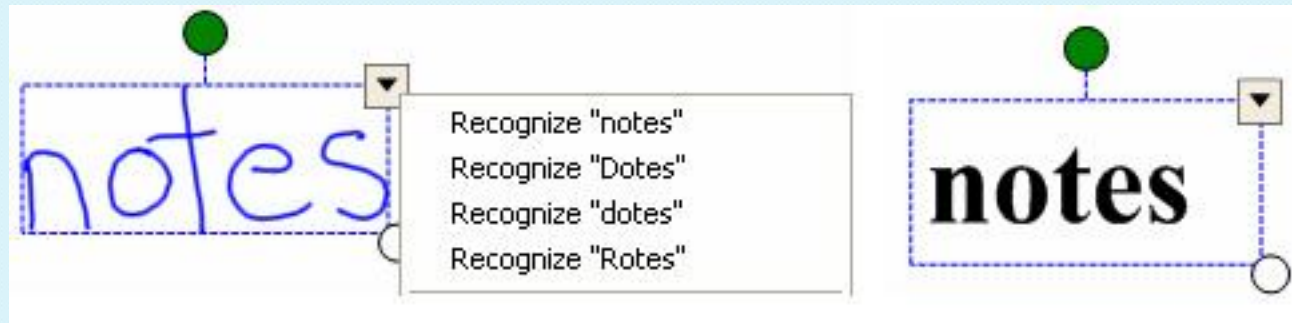 notes
Recognize "notes"
Recognize "Dotes"
Recognize "dotes"
Recognize "Rotes"
notes